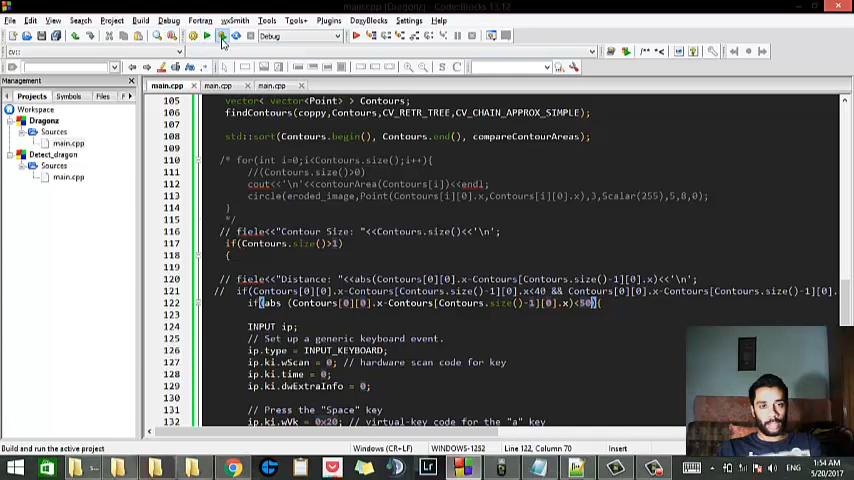 main.cpp [Dragonz] - Code::Blocks 13.12
File Edit View Search Project Build Debug Fortran wxSmith Tools Tools+ Plugins DoxyBlocks Settings Help
Debug
cv::
Management
Projects Symbols Files
Workspace
Dragonz
Sources
main.cpp
Detect_dragon
Sources
main.cpp
main.cpp main.cpp main.cpp
105 vector< vector<Point> > Contours;
106 findContours(coppy,Contours,CV_RETR_TREE,CV_CHAIN_APPROX_SIMPLE);
107
108 std::sort(Contours.begin(), Contours.end(), compareContourAreas);
109
110 /* for(int i=0;i<Contours.size();i++){
111 //(Contours.size()>0)
112 cout<<'\n'<<contourArea(Contours[i])<<endl;
113 circle(eroded_image,Point(Contours[i][0].x,Contours[i][0].x),3,Scalar(255),5,8,0);
114 }
115 */
116 // fiele<<"Contour Size: "<<Contours.size()<<'\n';
117 if(Contours.size()>1)
118 {
119
120 // fiele<<"Distance: "<<abs(Contours[0][0].x-Contours[Contours.size()-1][0].x)<<'\n';
121 // if(Contours[0][0].x-Contours[Contours.size()-1][0].x<40 && Contours[0][0].x-Contours[Contours.size()-1][0].
122 if(abs (Contours[0][0].x-Contours[Contours.size()-1][0].x)<50){
123
124 INPUT ip;
125 // Set up a generic keyboard event.
126 ip.type = INPUT_KEYBOARD;
127 ip.ki.wScan = 0; // hardware scan code for key
128 ip.ki.time = 0;
129 ip.ki.dwExtraInfo = 0;
130
131 // Press the "Space" key
132 ip.ki.wVk = 0x20; // virtual-key code for the "a" key
Build and run the active project Windows (CR+LF) WINDOWS-1252 Line 122, Column 70 Insert
Lr ENG 1:54 AM
5/20/2017